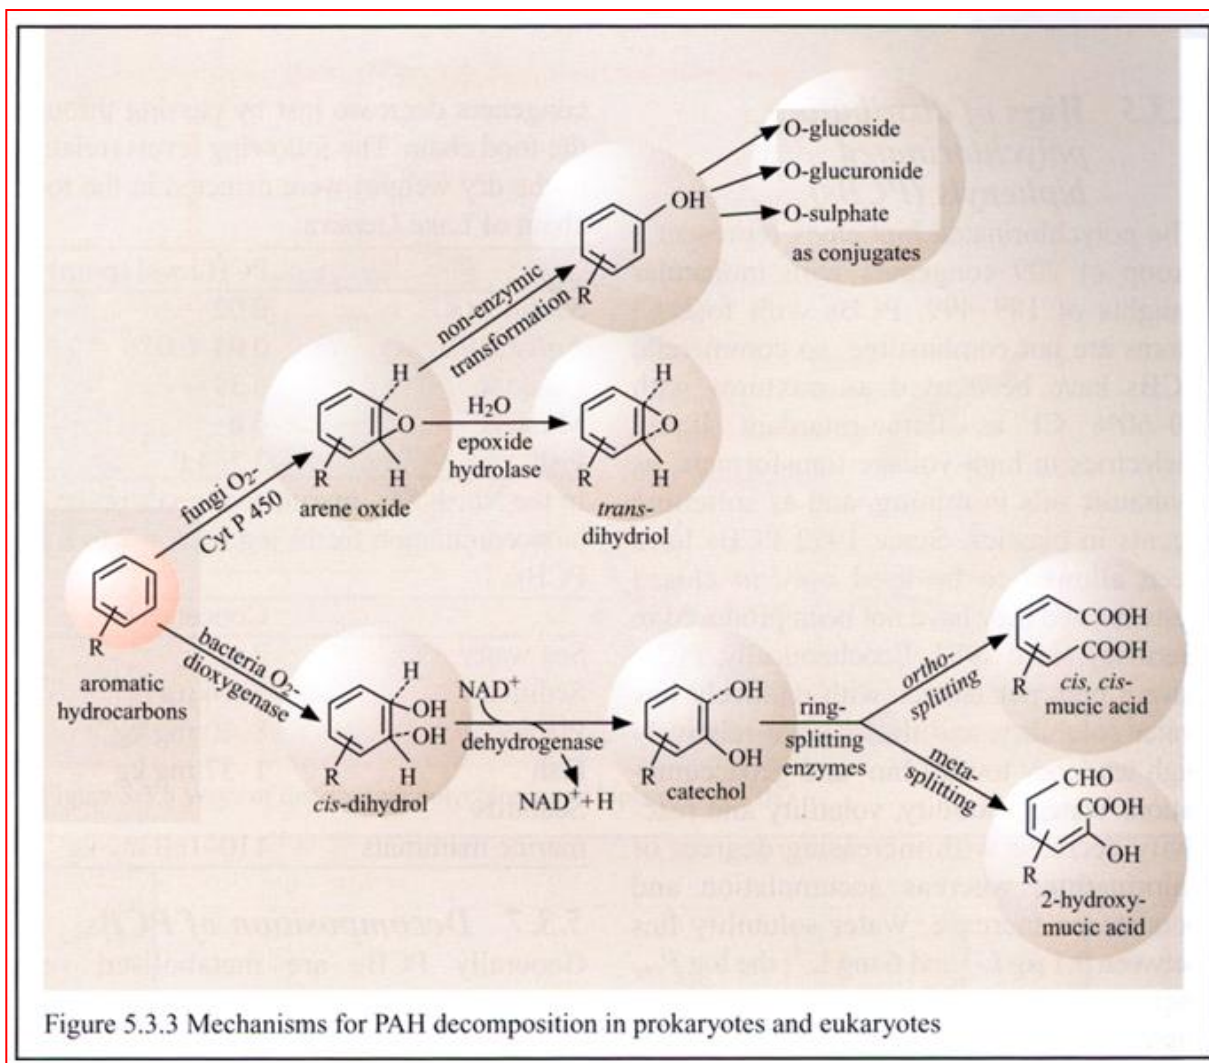 O-glucoside
O-glucuronide
O-sulphate
as conjugates
OH
R
non-enzymic
transformation
H
O
H
R
arene oxide
H₂O
epoxide
hydrolase
H
O
H
R
trans-
dihydriol
fungi O₂-
Cyt P 450
R
aromatic
hydrocarbons
bacteria O₂-
dioxygenase
H
OH
OH
H
R
cis-dihydrol
NAD⁺
dehydrogenase
NAD⁺+H
OH
OH
R
catechol
ring-
splitting
enzymes
ortho-
splitting
COOH
COOH
R
cis, cis-
mucic acid
meta-
splitting
CHO
COOH
OH
R
2-hydroxy-
mucic acid
Figure 5.3.3 Mechanisms for PAH decomposition in prokaryotes and eukaryotes